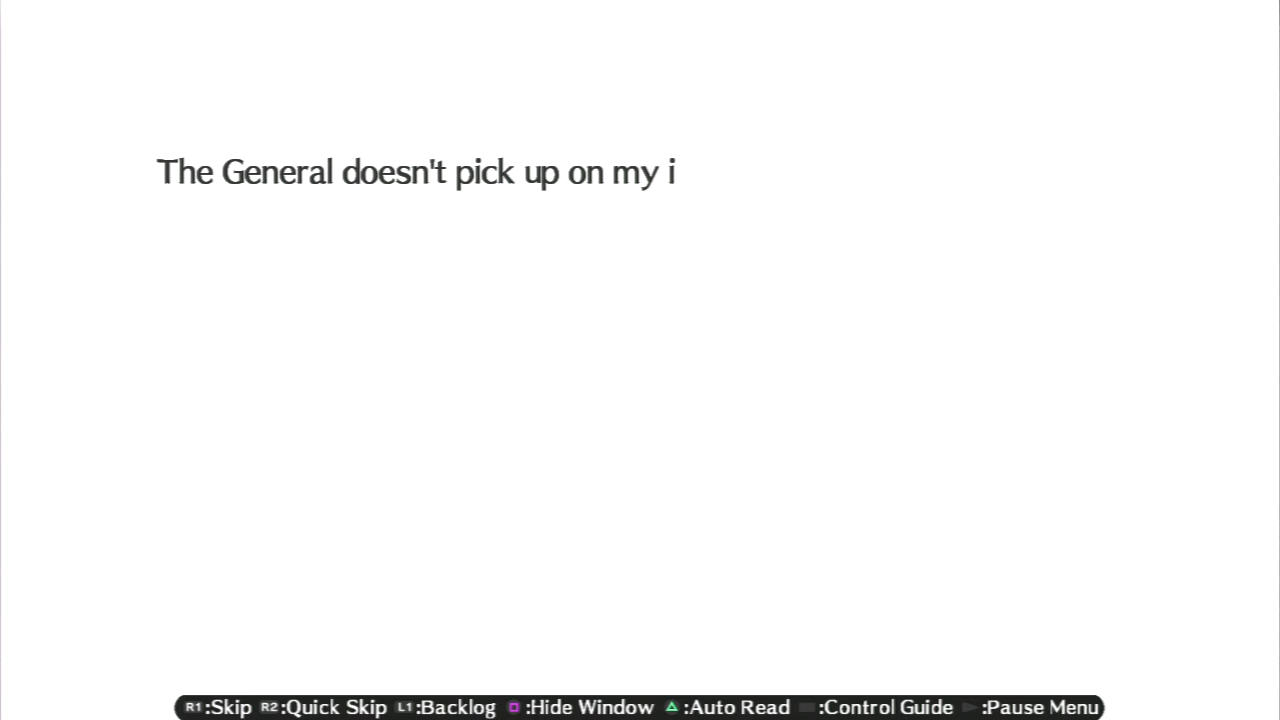 The General doesn't pick up on my i
R1:Skip R2:Quick Skip L1:Backlog :Hide Window :Auto Read :Control Guide :Pause Menu